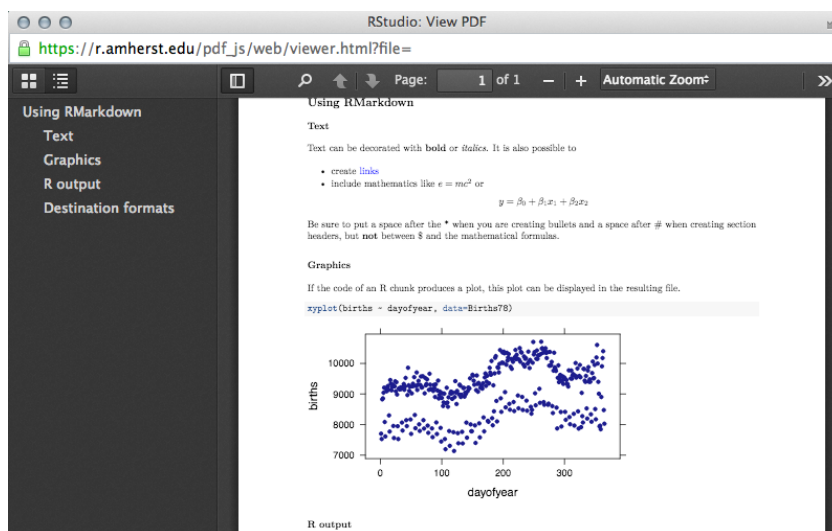 RStudio: View PDF
https://r.amherst.edu/pdf_js/web/viewer.html?file=
Page: 1 of 1 − + Automatic Zoom
Using RMarkdown
Text
Graphics
R output
Destination formats
Using RMarkdown
Text
Text can be decorated with bold or italics. It is also possible to
• create links
• include mathematics like e = mc² or
y = β₀ + β₁x₁ + β₂x₂
Be sure to put a space after the * when you are creating bullets and a space after # when creating section
headers, but not between $ and the mathematical formulas.
Graphics
If the code of an R chunk produces a plot, this plot can be displayed in the resulting file.
xyplot(births ~ dayofyear, data=Births78)
births
10000
9000
8000
7000
0 100 200 300
dayofyear
R output